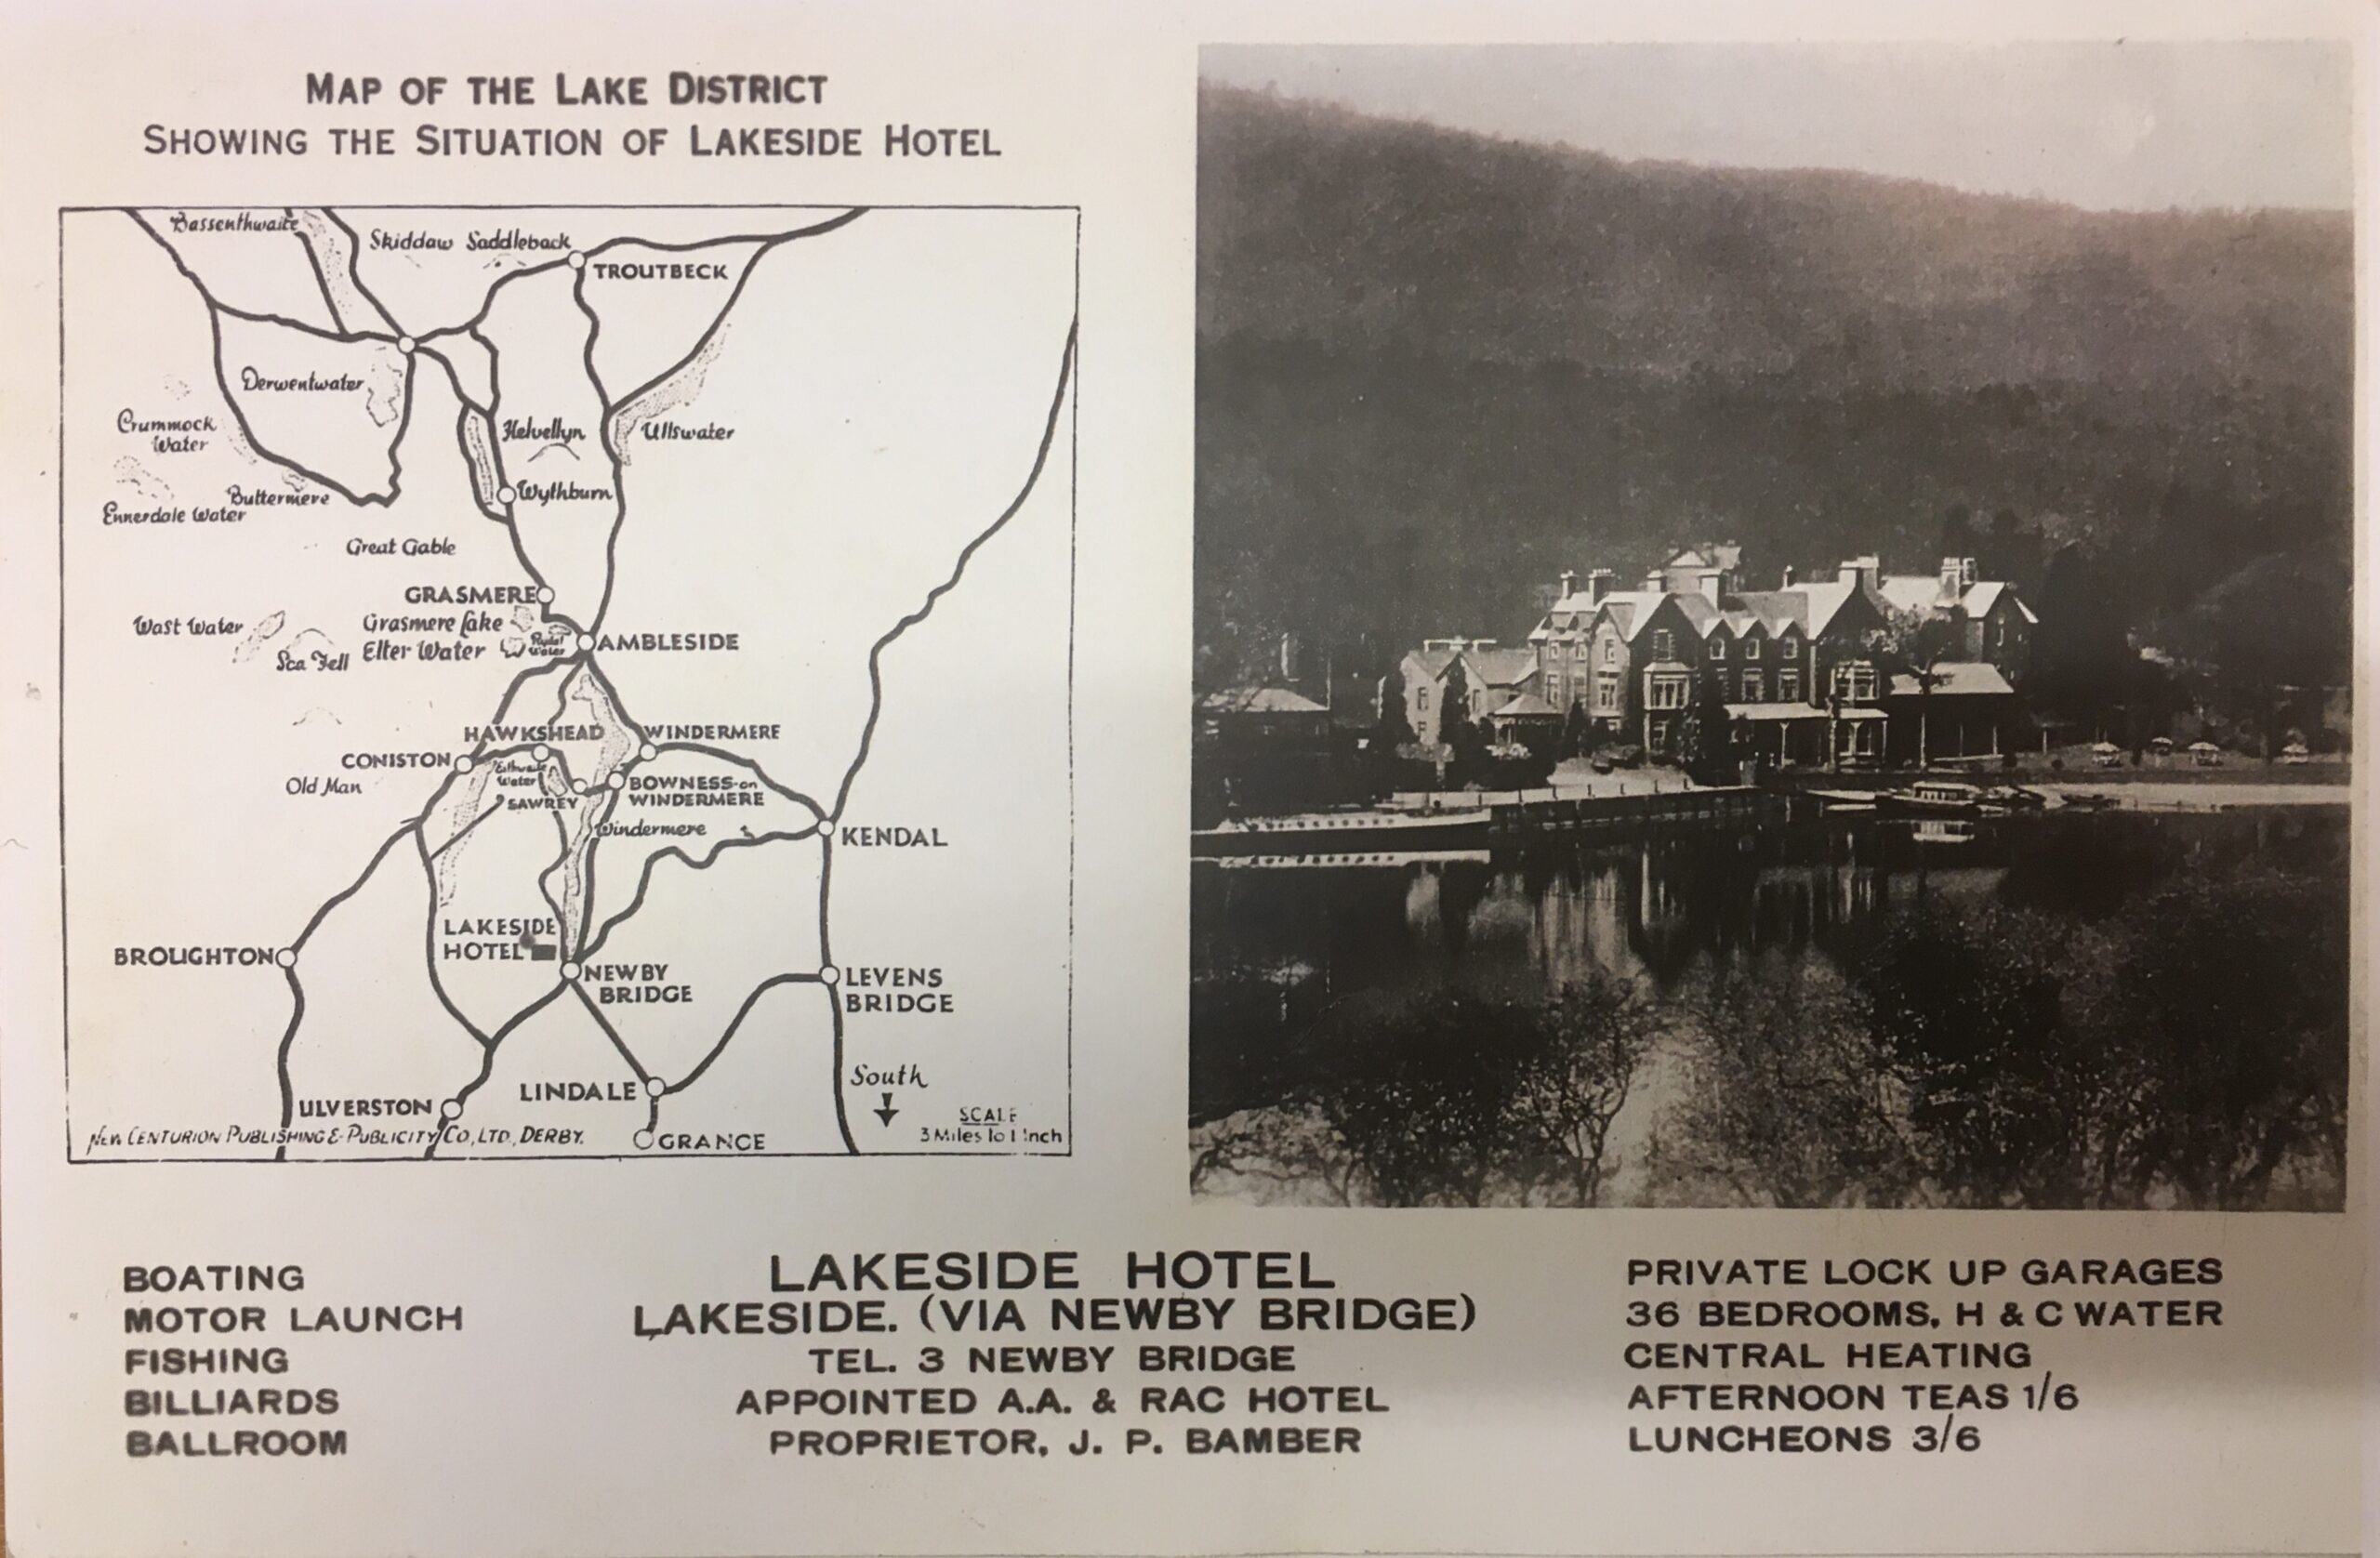 MAP OF THE LAKE DISTRICT
SHOWING THE SITUATION OF LAKESIDE HOTEL
Bassenthwaite
Skiddaw Saddleback
TROUTBECK
Derwentwater
Crummock
Water
Helvellyn
Ullswater
Buttermere
Wythburn
Ennerdale Water
Great Gable
GRASMERE
Grasmere Lake
Wast Water
Sca Fell
Elter Water
Rydal
Water
AMBLESIDE
HAWKSHEAD
WINDERMERE
CONISTON
Old Man
Esthwaite
Water
SAWREY
BOWNESS-on
WINDERMERE
Windermere
KENDAL
LAKESIDE
HOTEL
BROUGHTON
NEWBY
BRIDGE
LEVENS
BRIDGE
LINDALE
South
ULVERSTON
SCALE
3 Miles to 1 Inch
NEW CENTURION PUBLISHING & PUBLICITY CO, LTD, DERBY.
GRANGE
BOATING
MOTOR LAUNCH
FISHING
BILLIARDS
BALLROOM
LAKESIDE HOTEL
LAKESIDE. (VIA NEWBY BRIDGE)
TEL. 3 NEWBY BRIDGE
APPOINTED A.A. & RAC HOTEL
PROPRIETOR, J. P. BAMBER
PRIVATE LOCK UP GARAGES
36 BEDROOMS, H & C WATER
CENTRAL HEATING
AFTERNOON TEAS 1/6
LUNCHEONS 3/6